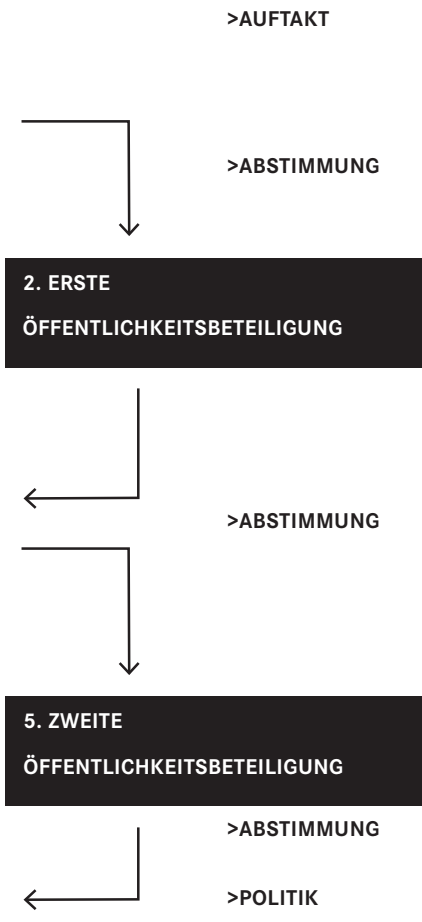 >AUFTAKT
>ABSTIMMUNG
2. ERSTE
ÖFFENTLICHKEITSBETEILIGUNG
>ABSTIMMUNG
5. ZWEITE
ÖFFENTLICHKEITSBETEILIGUNG
>ABSTIMMUNG
>POLITIK